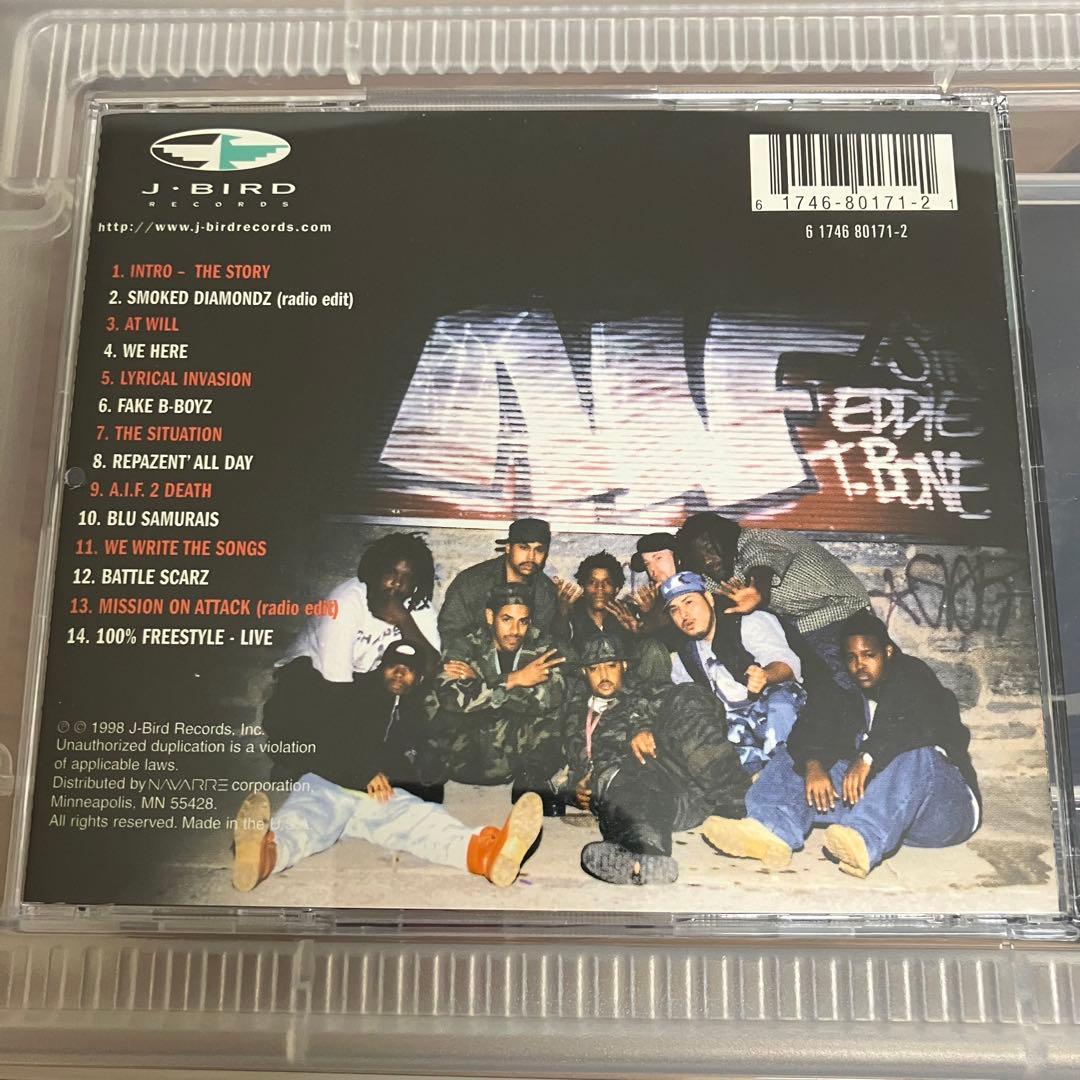 J·BIRD
RECORDS
http://www.j-birdrecords.com
6 1746-80171-2 1
6 1746 80171-2
1. INTRO – THE STORY
2. SMOKED DIAMONDZ (radio edit)
3. AT WILL
4. WE HERE
5. LYRICAL INVASION
6. FAKE B-BOYZ
7. THE SITUATION
8. REPAZENT' ALL DAY
9. A.I.F. 2 DEATH
10. BLU SAMURAIS
11. WE WRITE THE SONGS
12. BATTLE SCARZ
13. MISSION ON ATTACK (radio edit)
14. 100% FREESTYLE - LIVE
EDDIE
T-BONE
℗ © 1998 J-Bird Records, Inc.
Unauthorized duplication is a violation
of applicable laws.
Distributed by NAVARRE corporation,
Minneapolis, MN 55428.
All rights reserved. Made in the U.S.A.